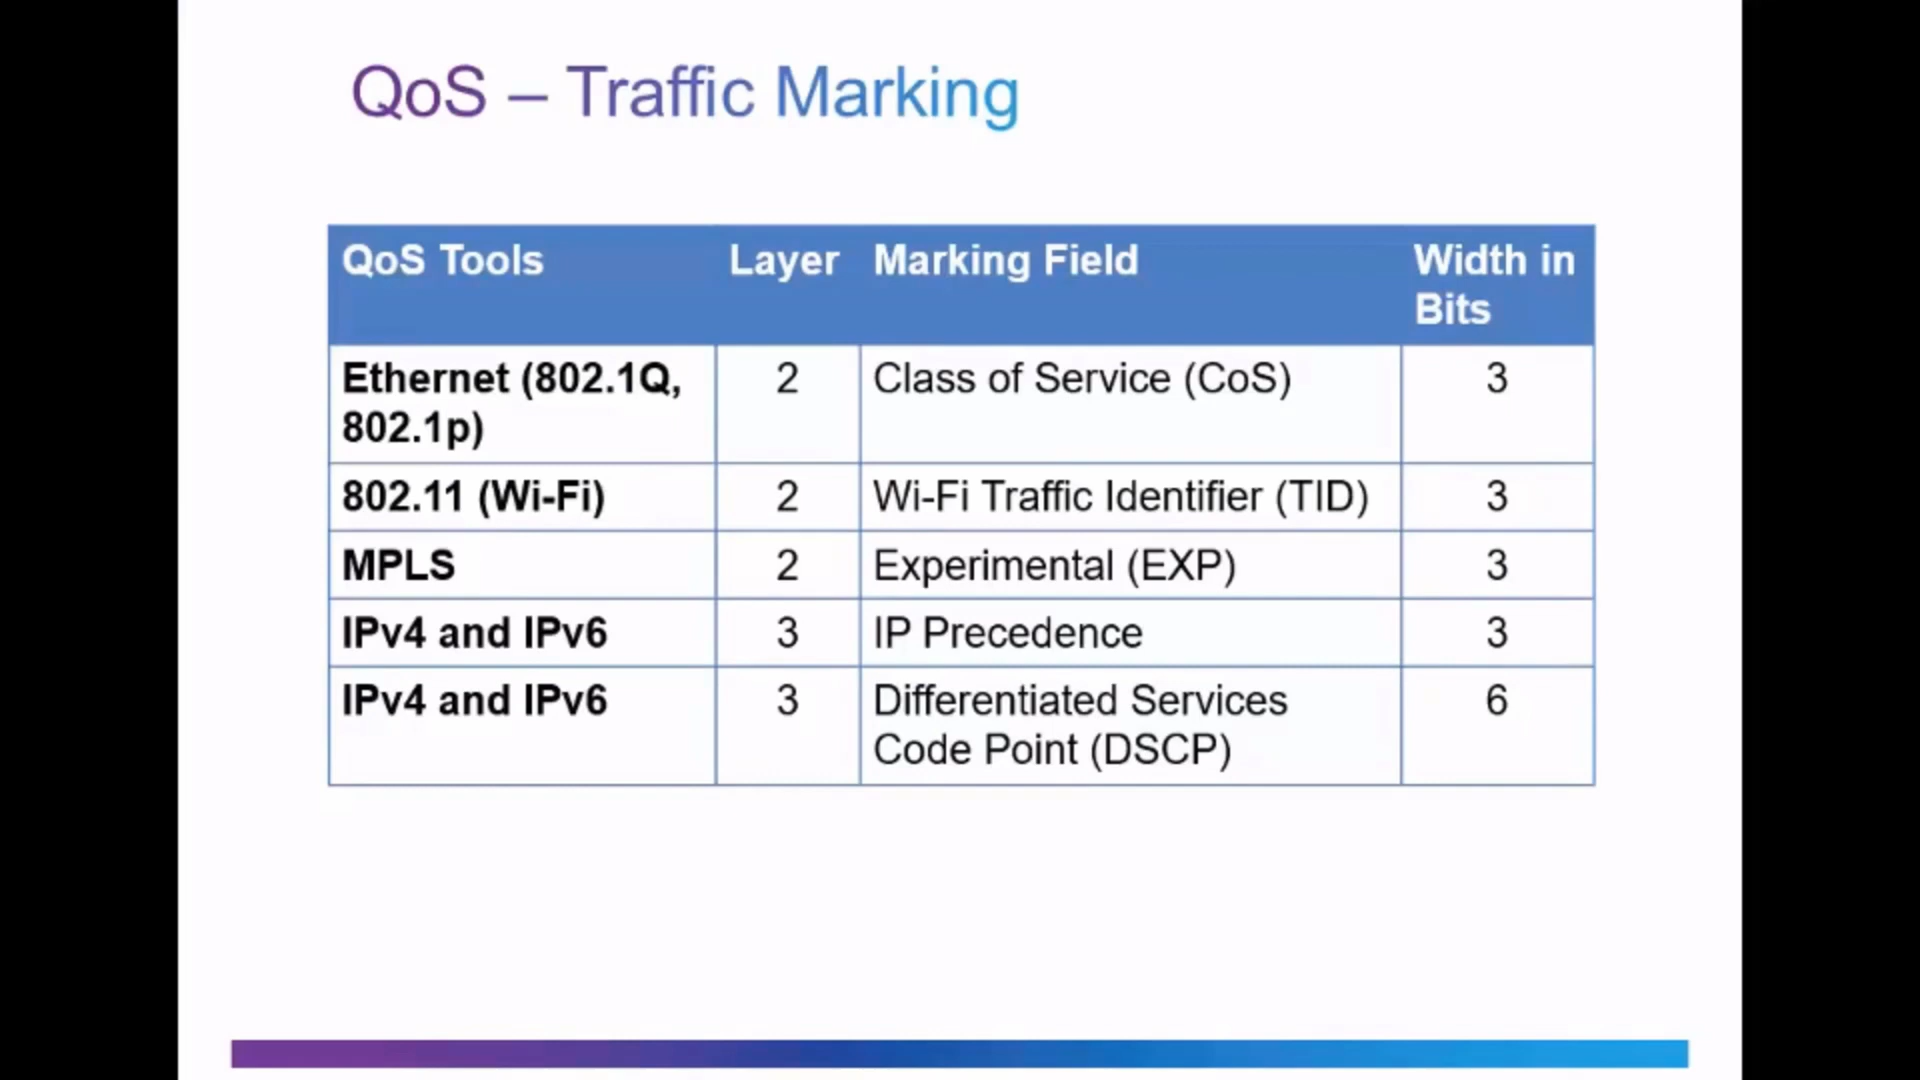 QoS – Traffic Marking
QoS Tools Layer Marking Field Width in
Bits
Ethernet (802.1Q, 2 Class of Service (CoS) 3
802.1p)
802.11 (Wi-Fi) 2 Wi-Fi Traffic Identifier (TID) 3
MPLS 2 Experimental (EXP) 3
IPv4 and IPv6 3 IP Precedence 3
IPv4 and IPv6 3 Differentiated Services 6
Code Point (DSCP)